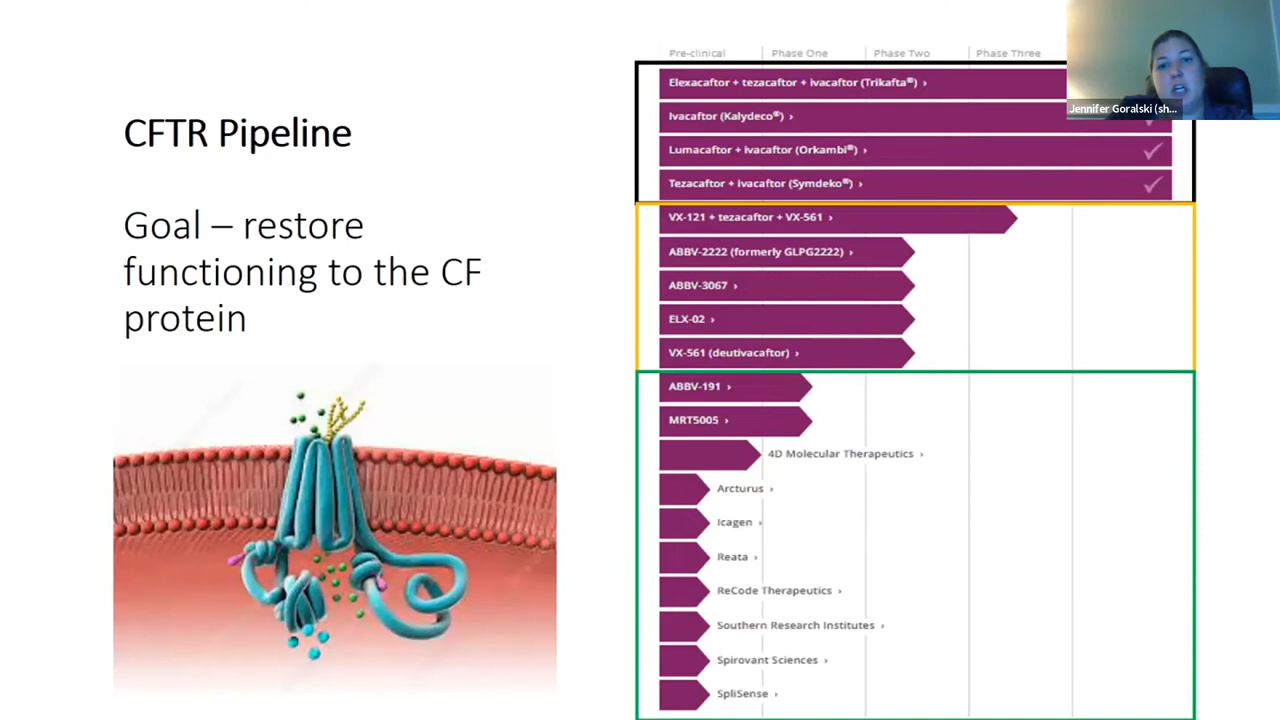 CFTR Pipeline
Goal – restore
functioning to the CF
protein
Pre-clinical
Phase One
Phase Two
Phase Three
Elexacaftor + tezacaftor + ivacaftor (Trikafta®) ›
Ivacaftor (Kalydeco®) ›
Lumacaftor + ivacaftor (Orkambi®) ›
Tezacaftor + ivacaftor (Symdeko®) ›
VX-121 + tezacaftor + VX-561 ›
ABBV-2222 (formerly GLPG2222) ›
ABBV-3067 ›
ELX-02 ›
VX-561 (deutivacaftor) ›
ABBV-191 ›
MRT5005 ›
4D Molecular Therapeutics ›
Arcturus ›
Icagen ›
Reata ›
ReCode Therapeutics ›
Southern Research Institutes ›
Spirovant Sciences ›
SpliSense ›
Jennifer Goralski (sh...